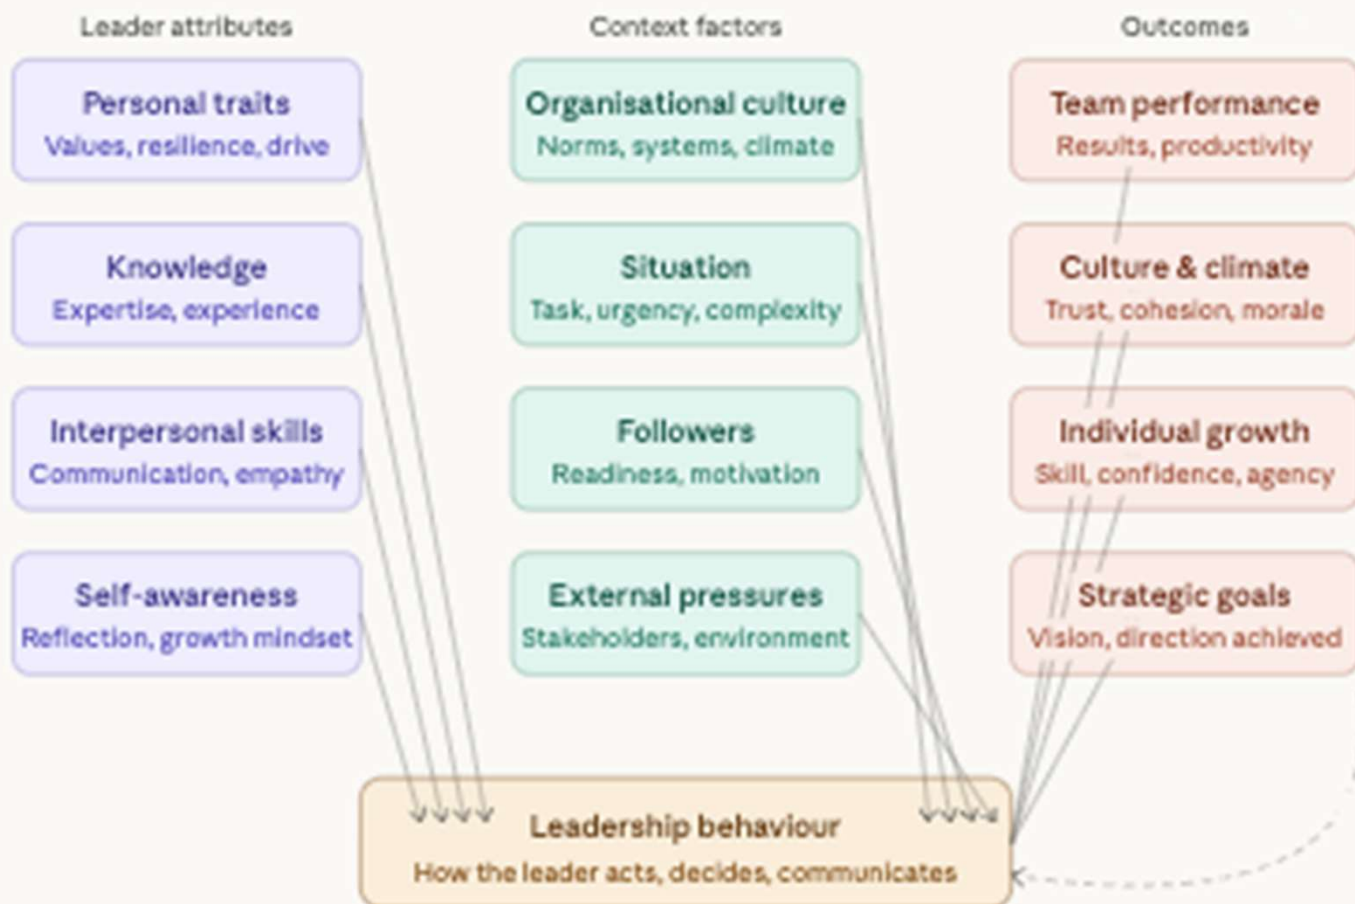 Leader attributes
Context factors
Outcomes
Personal traits
Values, resilience, drive
Organisational culture
Norms, systems, climate
Team performance
Results, productivity
Knowledge
Expertise, experience
Situation
Task, urgency, complexity
Culture & climate
Trust, cohesion, morale
Interpersonal skills
Communication, empathy
Followers
Readiness, motivation
Individual growth
Skill, confidence, agency
Self-awareness
Reflection, growth mindset
External pressures
Stakeholders, environment
Strategic goals
Vision, direction achieved
Leadership behaviour
How the leader acts, decides, communicates